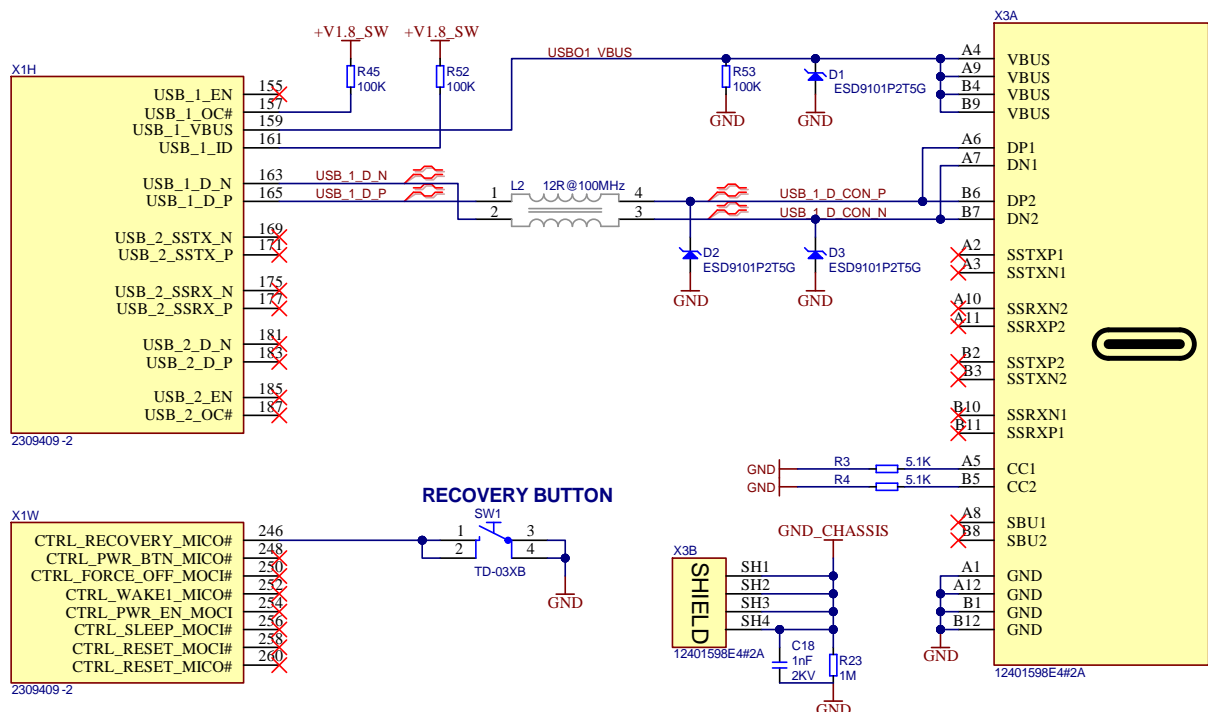 X3A
+V1.8_SW +V1.8_SW
USBO1_VBUS
A4 VBUS
A9 VBUS
B4 VBUS
B9 VBUS
R45 100K
R52 100K
R53 100K
D1 ESD9101P2T5G
GND GND
X1H
155 USB_1_EN
157 USB_1_OC#
159 USB_1_VBUS
161 USB_1_ID
163 USB_1_D_N
165 USB_1_D_P
169 USB_2_SSTX_N
171 USB_2_SSTX_P
175 USB_2_SSRX_N
177 USB_2_SSRX_P
181 USB_2_D_N
183 USB_2_D_P
185 USB_2_EN
187 USB_2_OC#
2309409 -2
USB_1_D_N
USB_1_D_P
L2 12R@100MHz
1 4
2 3
USB_1_D_CON_P
USB_1_D_CON_N
D2 ESD9101P2T5G
D3 ESD9101P2T5G
GND GND
A6 DP1
A7 DN1
B6 DP2
B7 DN2
A2 SSTXP1
A3 SSTXN1
A10 SSRXN2
A11 SSRXP2
B2 SSTXP2
B3 SSTXN2
B10 SSRXN1
B11 SSRXP1
GND R3 5.1K A5 CC1
GND R4 5.1K B5 CC2
A8 SBU1
B8 SBU2
A1 GND
A12 GND
B1 GND
B12 GND
GND
12401598E4#2A
RECOVERY BUTTON
SW1
1 3
2 4
TD-03XB
GND
X1W
246 CTRL_RECOVERY_MICO#
248 CTRL_PWR_BTN_MICO#
250 CTRL_FORCE_OFF_MOCI#
252 CTRL_WAKE1_MICO#
254 CTRL_PWR_EN_MOCI
256 CTRL_SLEEP_MOCI#
258 CTRL_RESET_MOCI#
260 CTRL_RESET_MICO#
2309409 -2
GND_CHASSIS
X3B
SHIELD
SH1
SH2
SH3
SH4
12401598E4#2A
C18
1nF
2KV
R23
1M
GND